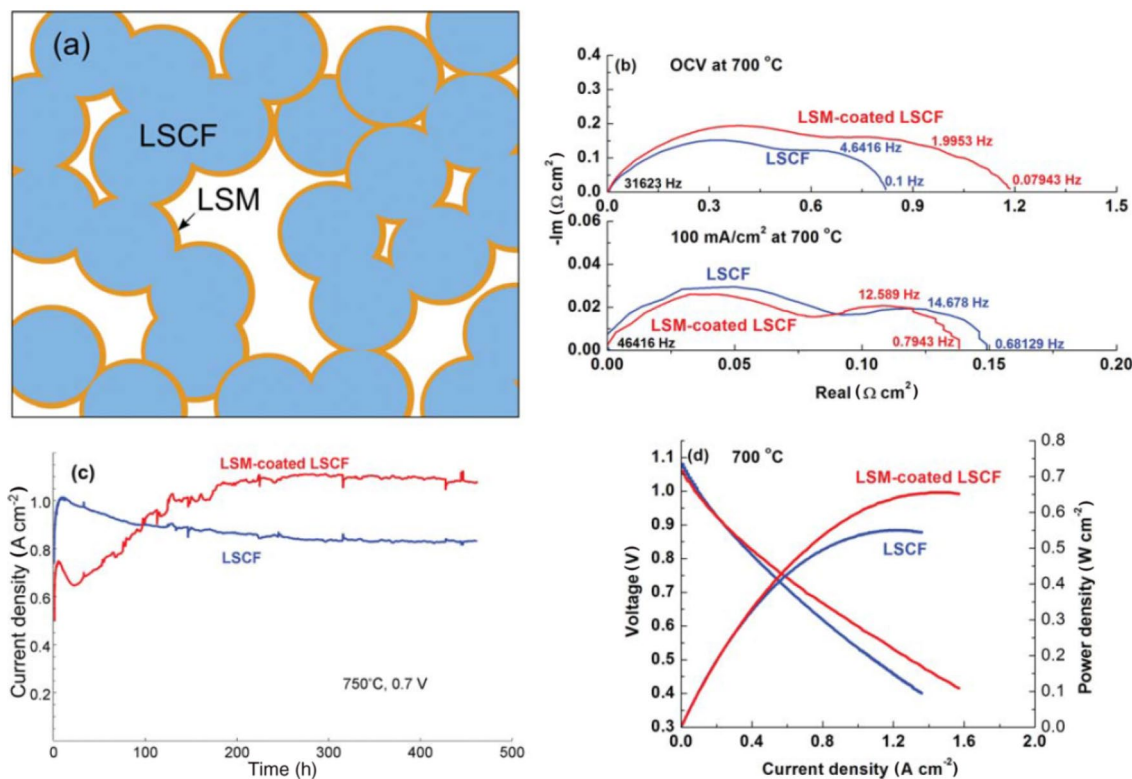 (a)
LSCF
LSM
(b) OCV at 700 °C
LSM-coated LSCF
LSCF
4.6416 Hz
1.9953 Hz
31623 Hz
0.1 Hz
0.07943 Hz
0.4
0.3
0.2
0.1
0.0
0.0 0.3 0.6 0.9 1.2 1.5
-Im (Ω cm²)
100 mA/cm² at 700 °C
LSCF
12.589 Hz
14.678 Hz
LSM-coated LSCF
46416 Hz
0.7943 Hz
0.68129 Hz
0.06
0.04
0.02
0.00
0.00 0.05 0.10 0.15 0.20
Real (Ω cm²)
(c)
LSM-coated LSCF
LSCF
750°C, 0.7 V
Current density (A cm⁻²)
1.0
0.8
0.6
0.4
0.2
0 100 200 300 400 500
Time (h)
(d) 700 °C
LSM-coated LSCF
LSCF
Voltage (V)
1.1
1.0
0.9
0.8
0.7
0.6
0.5
0.4
0.3
0.0 0.4 0.8 1.2 1.6 2.0
Current density (A cm⁻²)
0.8
0.7
0.6
0.5
0.4
0.3
0.2
0.1
0.0
Power density (W cm⁻²)